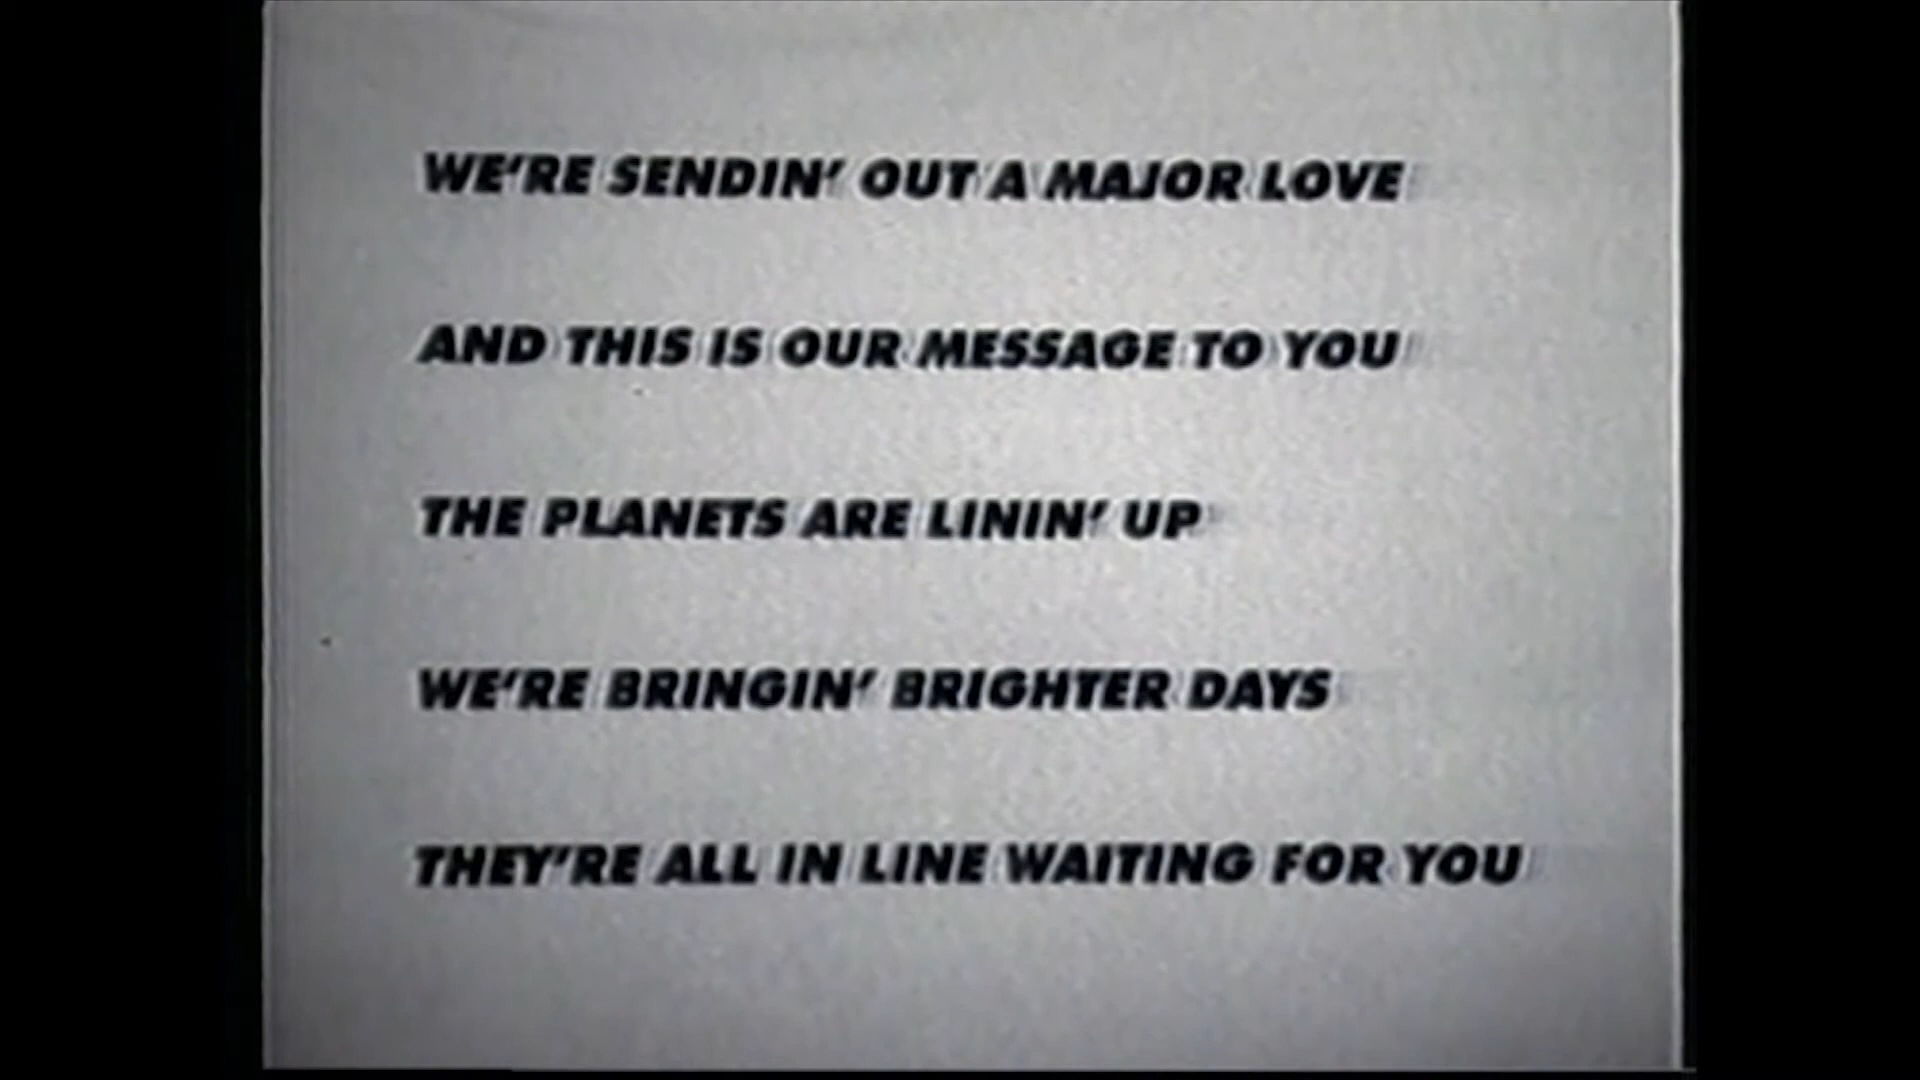 WE'RE SENDIN' OUT A MAJOR LOVE
AND THIS IS OUR MESSAGE TO YOU
THE PLANETS ARE LININ' UP
WE'RE BRINGIN' BRIGHTER DAYS
THEY'RE ALL IN LINE WAITING FOR YOU